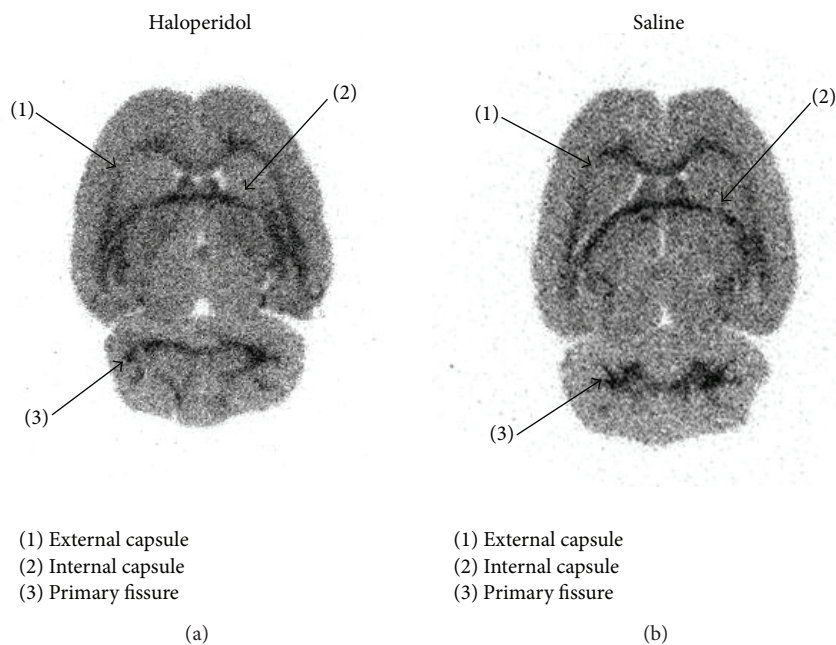 Haloperidol
(1)
(2)
(3)
(1) External capsule
(2) Internal capsule
(3) Primary fissure
(a)
Saline
(1)
(2)
(3)
(1) External capsule
(2) Internal capsule
(3) Primary fissure
(b)